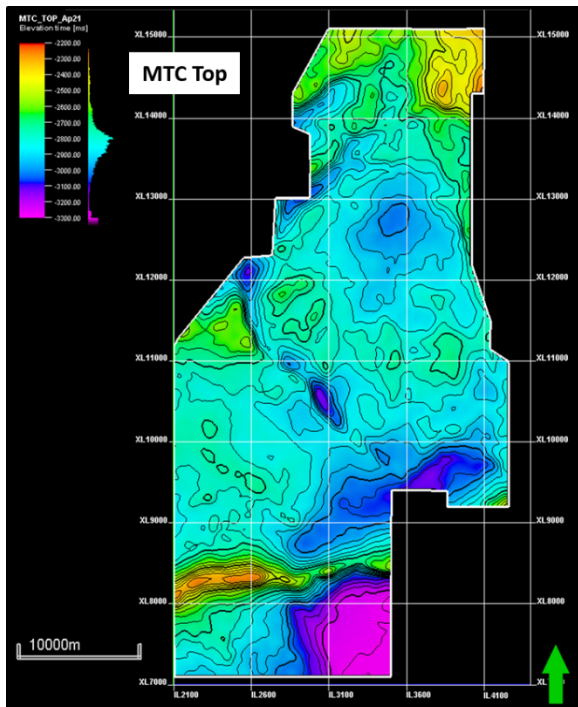 MTC_TOP_Ap21
Elevation time [ms]
-2200.00
-2300.00
-2400.00
-2500.00
-2600.00
-2700.00
-2800.00
-2900.00
-3000.00
-3100.00
-3200.00
-3300.00
MTC Top
XL15000 XL15000
XL14000 XL14000
XL13000 XL13000
XL12000 XL12000
XL11000 XL11000
XL10000 XL10000
XL9000 XL9000
XL8000 XL8000
10000m
XL7000
IL2100 IL2600 IL3100 IL3600 IL4100